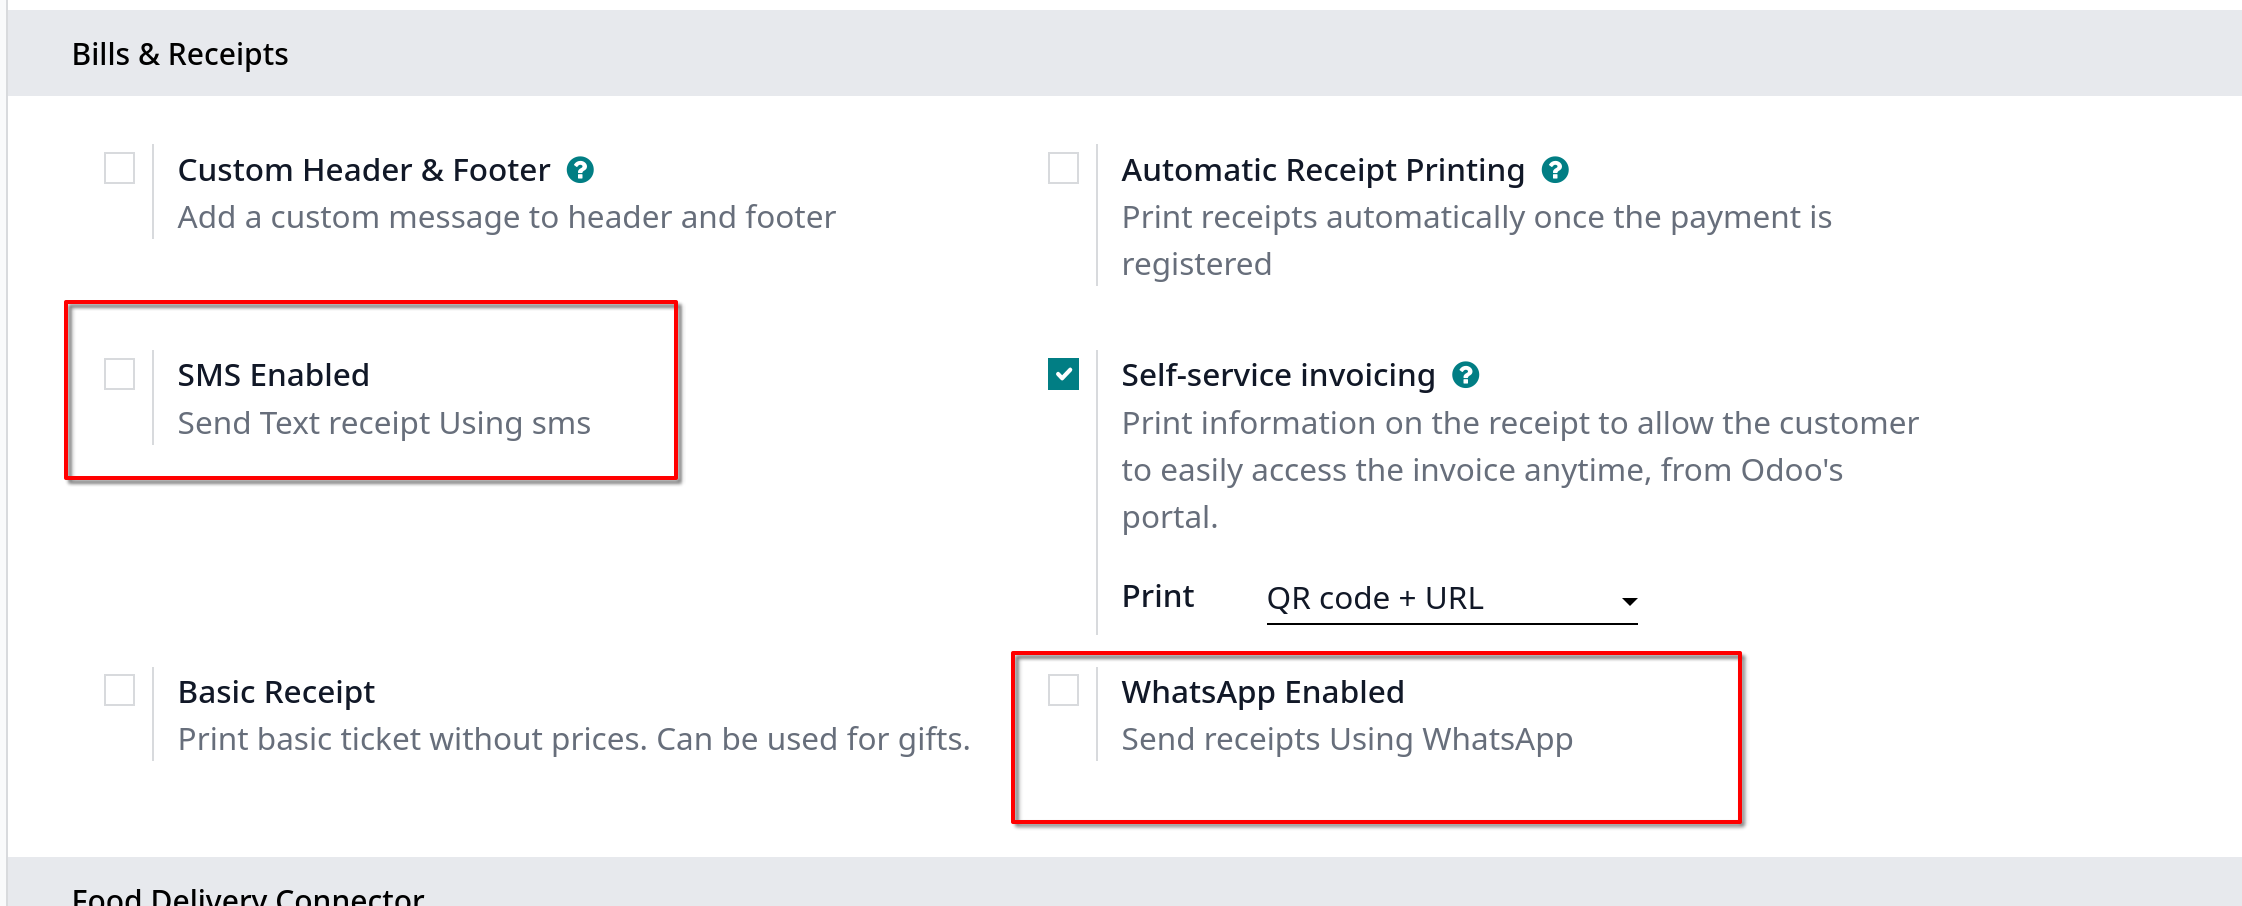 Bills & Receipts
Custom Header & Footer
Add a custom message to header and footer
Automatic Receipt Printing
Print receipts automatically once the payment is
registered
SMS Enabled
Send Text receipt Using sms
Self-service invoicing
Print information on the receipt to allow the customer
to easily access the invoice anytime, from Odoo's
portal.
Print QR code + URL
Basic Receipt
Print basic ticket without prices. Can be used for gifts.
WhatsApp Enabled
Send receipts Using WhatsApp
Food Delivery Connector